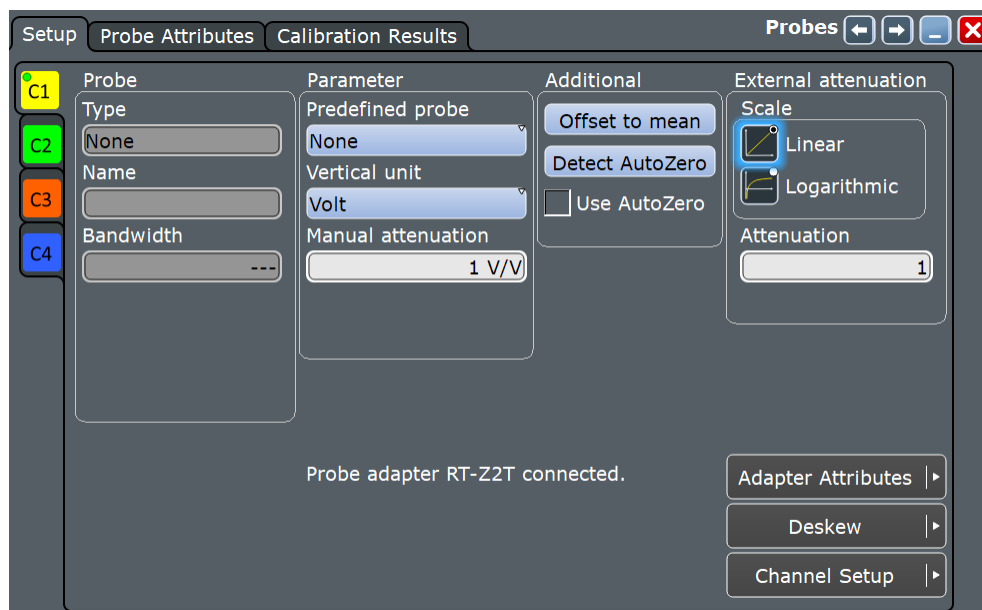 Setup
Probe Attributes
Calibration Results
Probes
C1
C2
C3
C4
Probe
Type
None
Name
Bandwidth
---
Parameter
Predefined probe
None
Vertical unit
Volt
Manual attenuation
1 V/V
Additional
Offset to mean
Detect AutoZero
Use AutoZero
External attenuation
Scale
Linear
Logarithmic
Attenuation
1
Probe adapter RT-Z2T connected.
Adapter Attributes
Deskew
Channel Setup